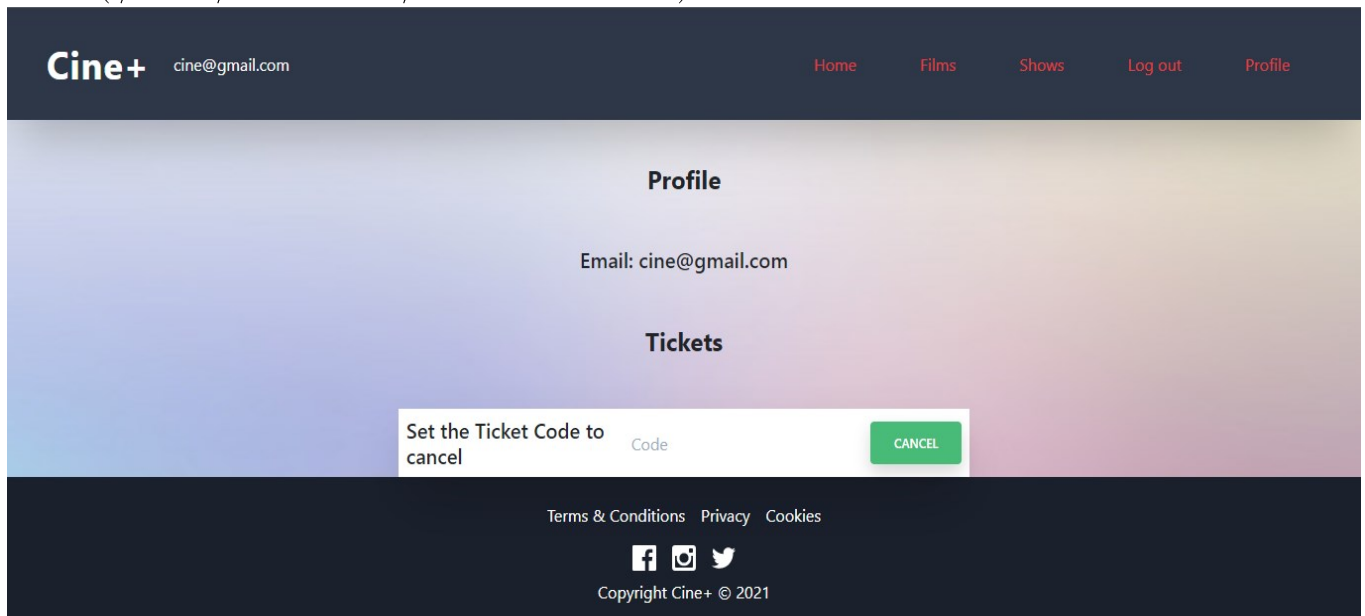 Cine+ cine@gmail.com Home Films Shows Log out Profile
Profile
Email: cine@gmail.com
Tickets
Set the Ticket Code to
cancel
Code
CANCEL
Terms & Conditions Privacy Cookies
Copyright Cine+ © 2021